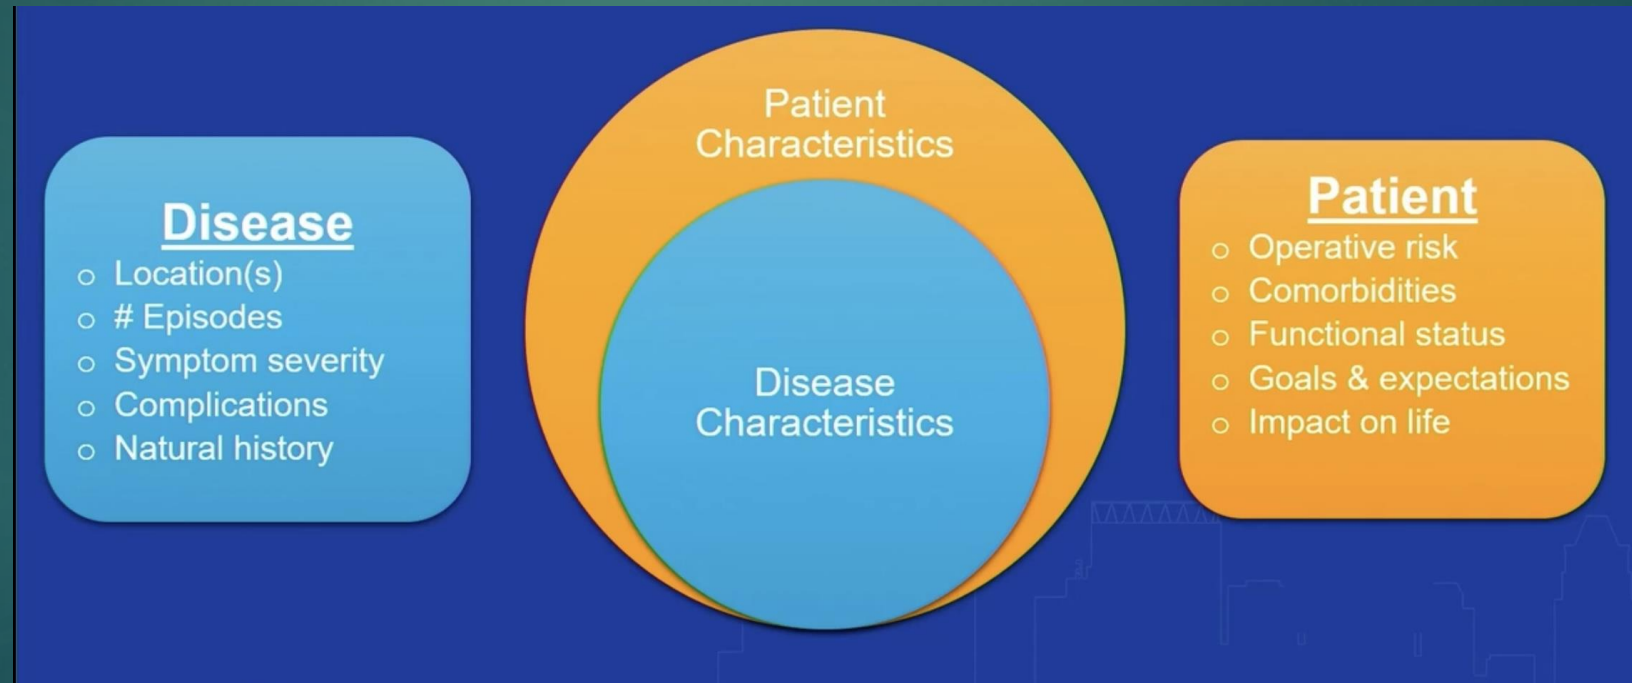 Patient
Characteristics
Disease
Characteristics
Disease
o Location(s)
o # Episodes
o Symptom severity
o Complications
o Natural history
Patient
o Operative risk
o Comorbidities
o Functional status
o Goals & expectations
o Impact on life